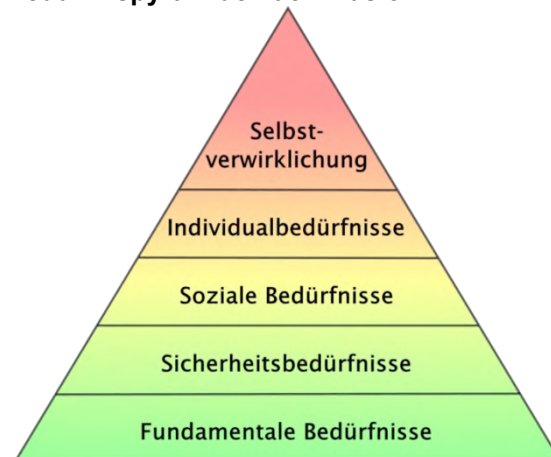 Selbst-
verwirklichung
Individualbedürfnisse
Soziale Bedürfnisse
Sicherheitsbedürfnisse
Fundamentale Bedürfnisse